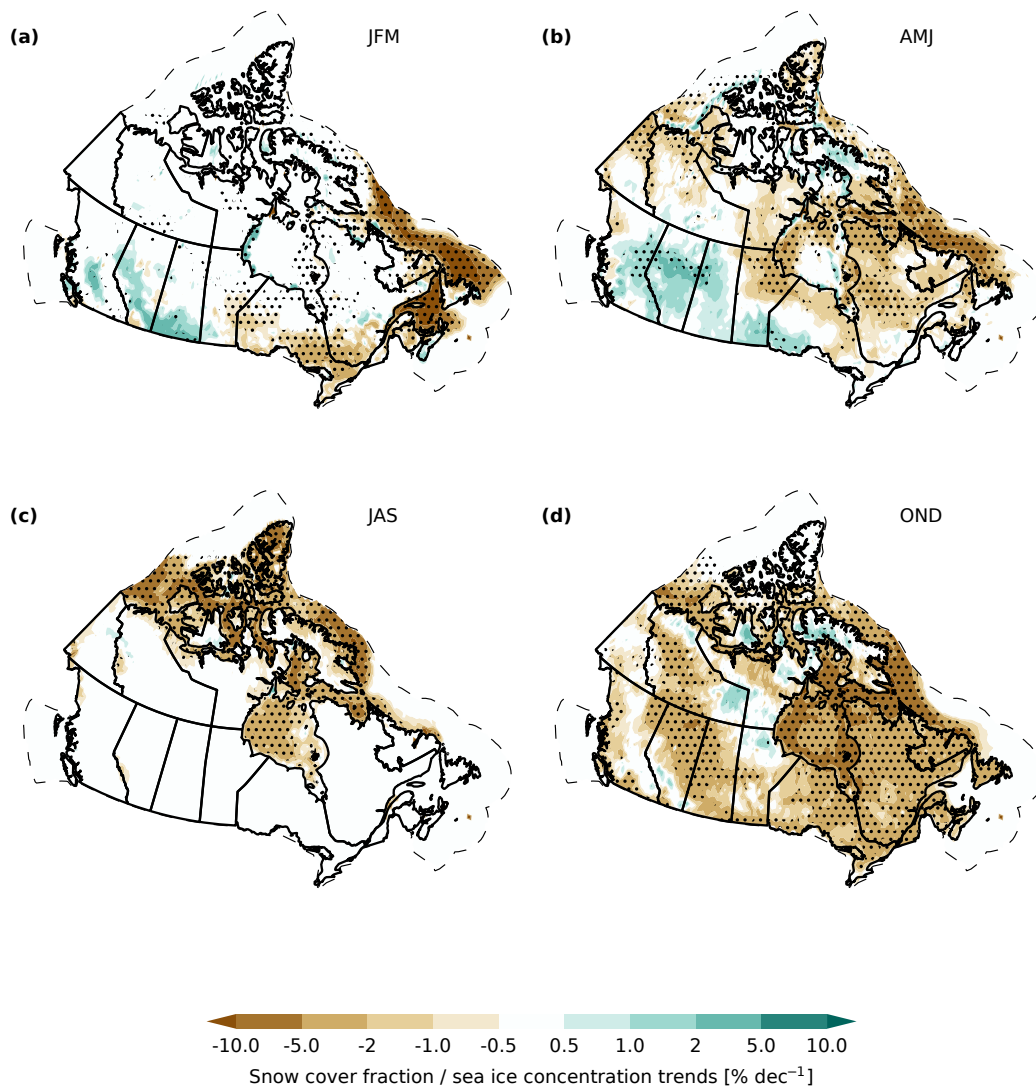 (a) JFM (b) AMJ
(c) JAS (d) OND
-10.0 -5.0 -2 -1.0 -0.5 0.5 1.0 2 5.0 10.0
Snow cover fraction / sea ice concentration trends [% dec⁻¹]